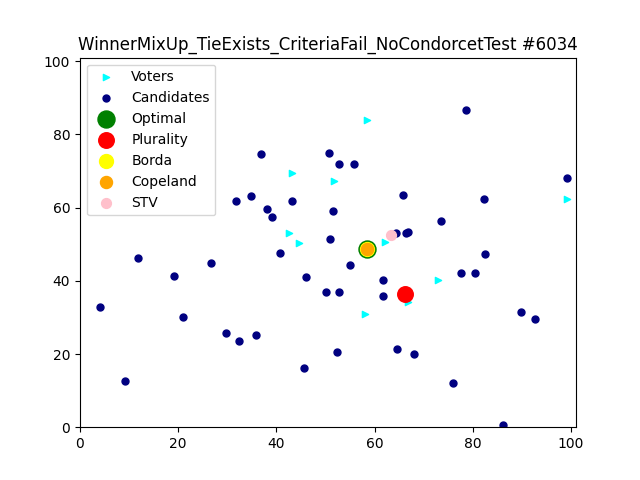 WinnerMixUp_TieExists_CriteriaFail_NoCondorcetTest #6034
100
80
60
40
20
0
0 20 40 60 80 100
Voters
Candidates
Optimal
Plurality
Borda
Copeland
STV